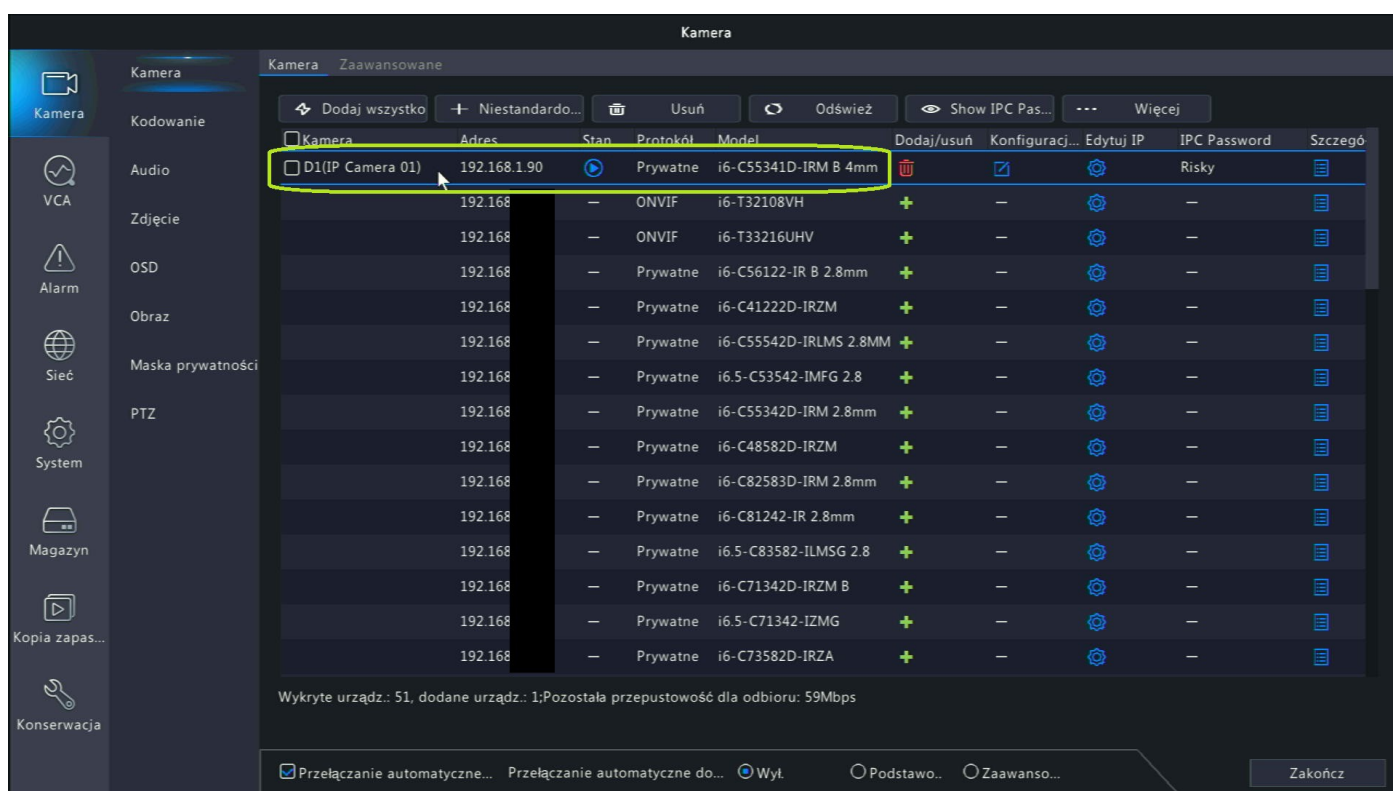 Kamera
Kamera Zaawansowane
Kamera
Kamera
Kodowanie
Audio
Zdjęcie
OSD
Obraz
Maska prywatności
PTZ
VCA
Alarm
Sieć
System
Magazyn
Kopia zapas...
Konserwacja
Dodaj wszystko Niestandardo... Usuń Odśwież Show IPC Pas... Więcej
Kamera Adres Stan Protokół Model Dodaj/usuń Konfiguracj... Edytuj IP IPC Password Szczegó
D1(IP Camera 01) 192.168.1.90 Prywatne i6-C55341D-IRM B 4mm Risky
192.168 — ONVIF i6-T32108VH — —
192.168 — ONVIF i6-T33216UHV — —
192.168 — Prywatne i6-C56122-IR B 2.8mm — —
192.168 — Prywatne i6-C41222D-IRZM — —
192.168 — Prywatne i6-C55542D-IRLMS 2.8MM — —
192.168 — Prywatne i6.5-C53542-IMFG 2.8 — —
192.168 — Prywatne i6-C55342D-IRM 2.8mm — —
192.168 — Prywatne i6-C48582D-IRZM — —
192.168 — Prywatne i6-C82583D-IRM 2.8mm — —
192.168 — Prywatne i6-C81242-IR 2.8mm — —
192.168 — Prywatne i6.5-C83582-ILMSG 2.8 — —
192.168 — Prywatne i6-C71342D-IRZM B — —
192.168 — Prywatne i6.5-C71342-IZMG — —
192.168 — Prywatne i6-C73582D-IRZA — —
Wykryte urządz.: 51, dodane urządz.: 1;Pozostała przepustowość dla odbioru: 59Mbps
Przełączanie automatyczne... Przełączanie automatyczne do... Wył. Podstawo.. Zaawanso...
Zakończ